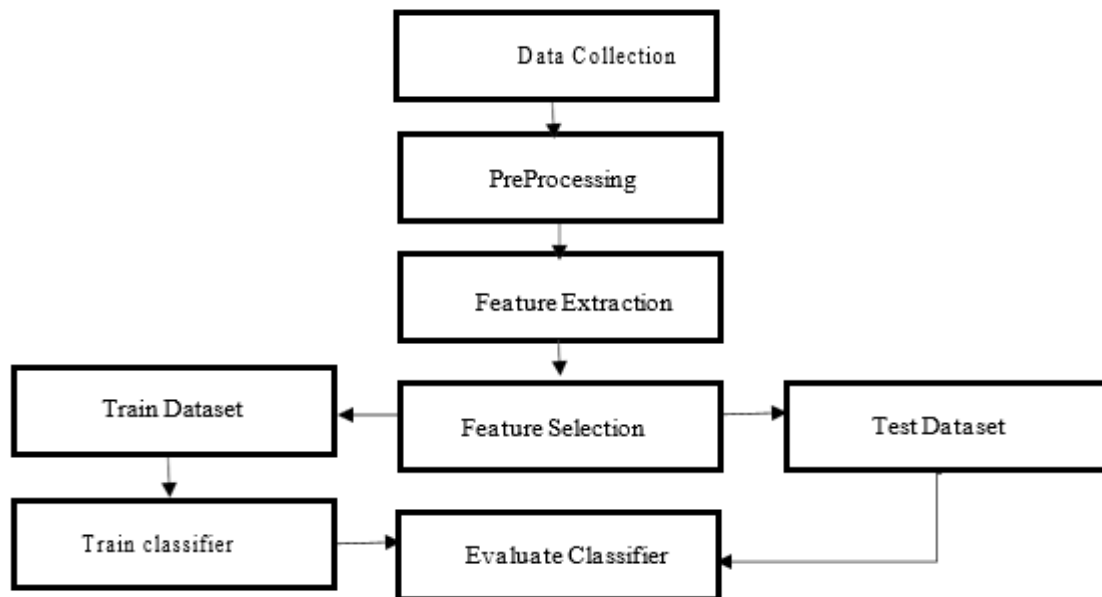 Data Collection
PreProcessing
Feature Extraction
Train Dataset
Feature Selection
Test Dataset
Train classifier
Evaluate Classifier